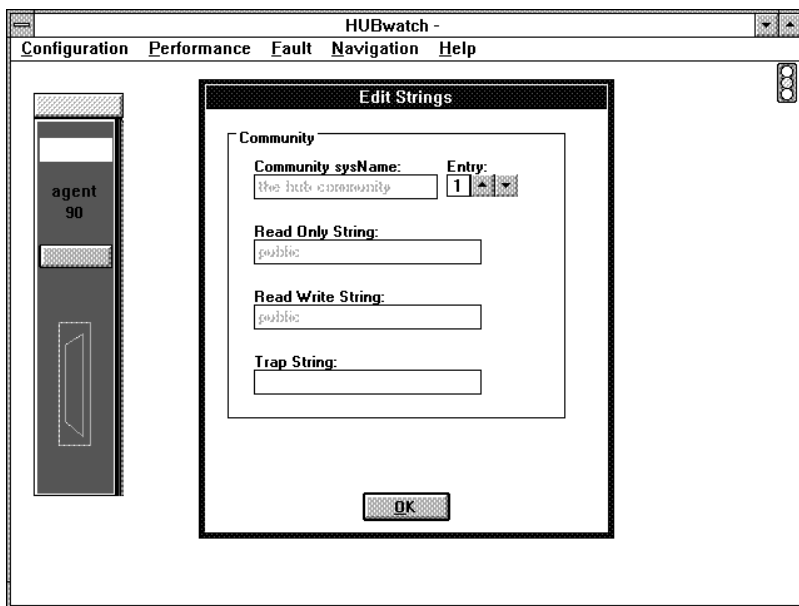 HUBwatch -
Configuration Performance Fault Navigation Help
Edit Strings
Community
Community sysName: Entry:
the hub community 1
Read Only String:
public
Read Write String:
public
Trap String:
OK
agent
90